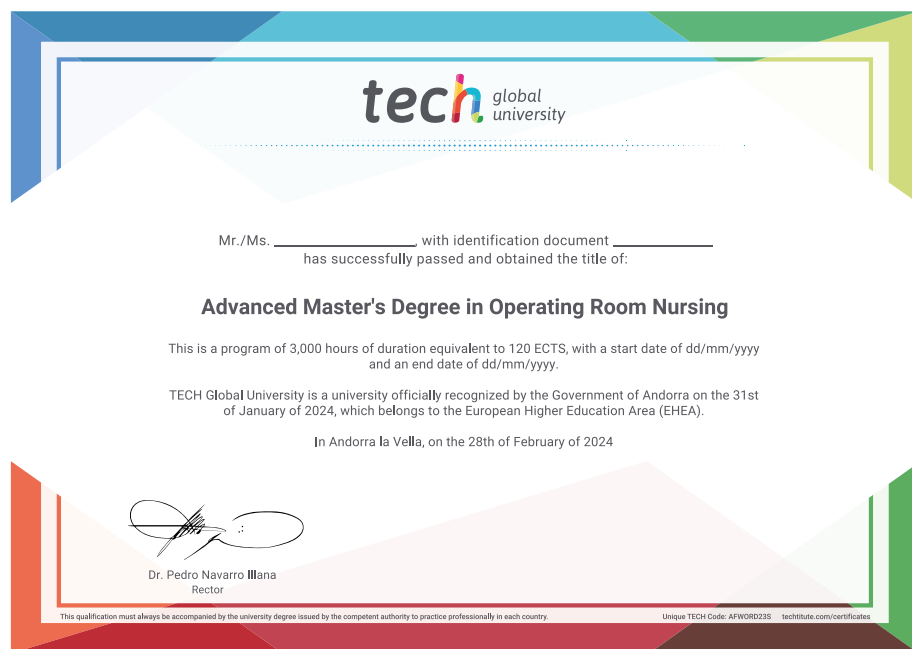 tech global
university
Mr./Ms. ____________, with identification document ____________
has successfully passed and obtained the title of:
Advanced Master's Degree in Operating Room Nursing
This is a program of 3,000 hours of duration equivalent to 120 ECTS, with a start date of dd/mm/yyyy
and an end date of dd/mm/yyyy.
TECH Global University is a university officially recognized by the Government of Andorra on the 31st
of January of 2024, which belongs to the European Higher Education Area (EHEA).
In Andorra la Vella, on the 28th of February of 2024
Dr. Pedro Navarro Illana
Rector
This qualification must always be accompanied by the university degree issued by the competent authority to practice professionally in each country.
Unique TECH Code: AFWORD23S techtitute.com/certificates